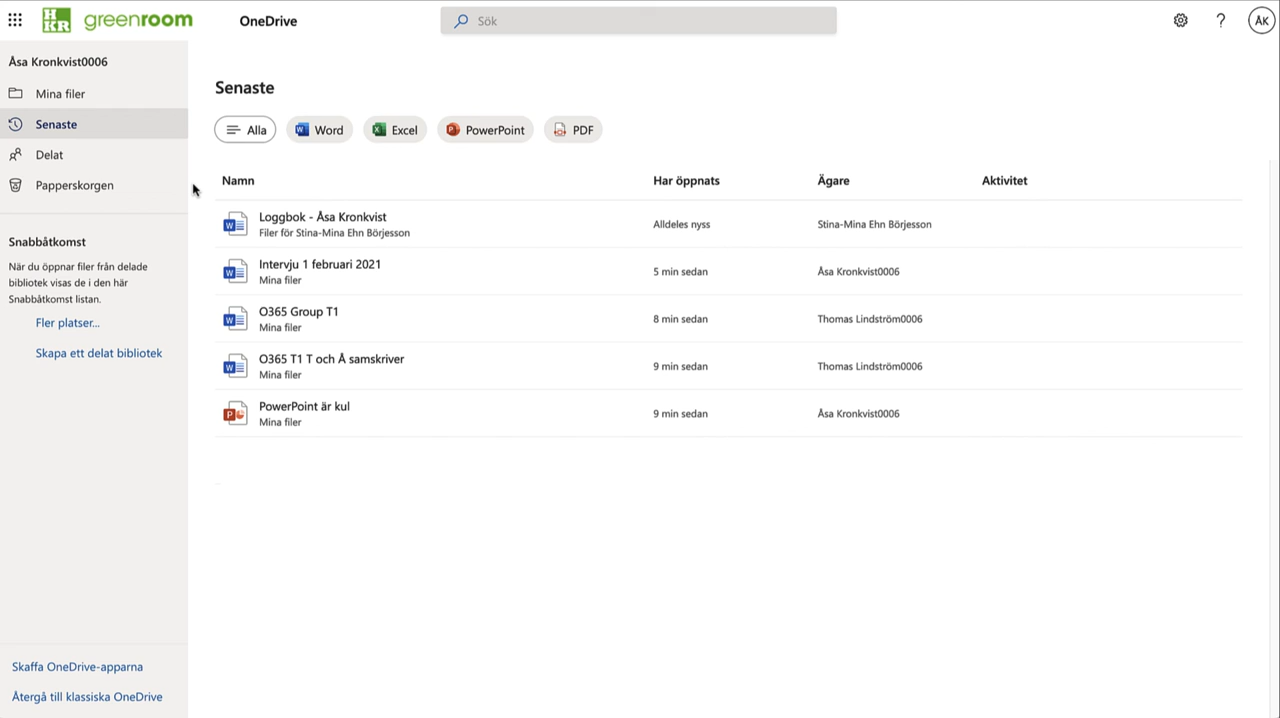 HKR greenroom
OneDrive
Sök
?
ÅK
Åsa Kronkvist0006
Mina filer
Senaste
Delat
Papperskorgen
Snabbåtkomst
När du öppnar filer från delade
bibliotek visas de i den här
Snabbåtkomst listan.
Fler platser...
Skapa ett delat bibliotek
Skaffa OneDrive-apparna
Återgå till klassiska OneDrive
Senaste
Alla
Word
Excel
PowerPoint
PDF
Namn Har öppnats Ägare Aktivitet
Loggbok - Åsa Kronkvist
Filer för Stina-Mina Ehn Börjesson
Alldeles nyss
Stina-Mina Ehn Börjesson
Intervju 1 februari 2021
Mina filer
5 min sedan
Åsa Kronkvist0006
O365 Group T1
Mina filer
8 min sedan
Thomas Lindström0006
O365 T1 T och Å samskriver
Mina filer
9 min sedan
Thomas Lindström0006
PowerPoint är kul
Mina filer
9 min sedan
Åsa Kronkvist0006